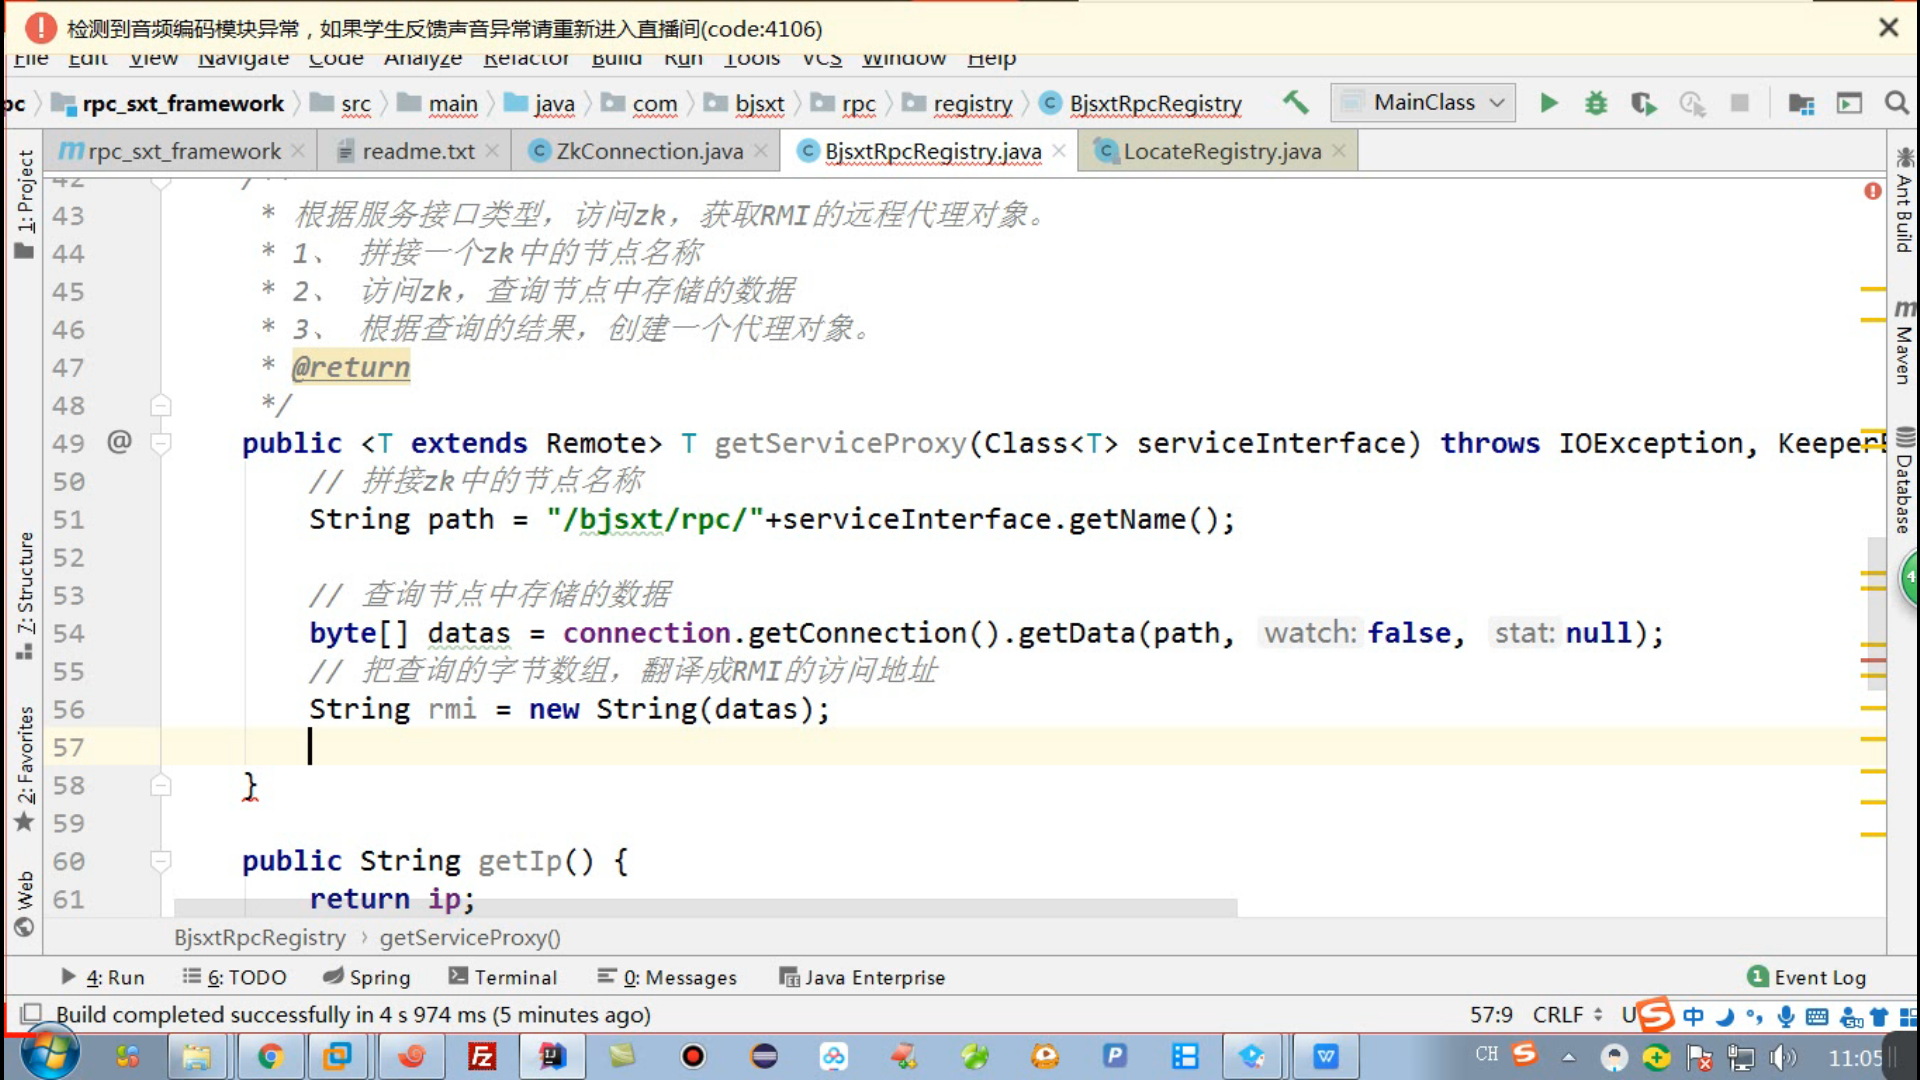 检测到音频编码模块异常，如果学生反馈声音异常请重新进入直播间(code:4106)
File Edit View Navigate Code Analyze Refactor Build Run Tools VCS Window Help
rpc_sxt_framework src main java com bjsxt rpc registry BjsxtRpcRegistry MainClass
rpc_sxt_framework readme.txt ZkConnection.java BjsxtRpcRegistry.java LocateRegistry.java
42 /**
43 * 根据服务接口类型，访问zk，获取RMI的远程代理对象。
44 * 1、 拼接一个zk中的节点名称
45 * 2、 访问zk，查询节点中存储的数据
46 * 3、 根据查询的结果，创建一个代理对象。
47 * @return
48 */
49 @ public <T extends Remote> T getServiceProxy(Class<T> serviceInterface) throws IOException, Keeper
50 // 拼接zk中的节点名称
51 String path = "/bjsxt/rpc/"+serviceInterface.getName();
52
53 // 查询节点中存储的数据
54 byte[] datas = connection.getConnection().getData(path, watch: false, stat: null);
55 // 把查询的字节数组，翻译成RMI的访问地址
56 String rmi = new String(datas);
57
58 }
59
60 public String getIp() {
61 return ip;
BjsxtRpcRegistry › getServiceProxy()
1: Project
7: Structure
2: Favorites
Web
Ant Build
Maven
Database
4: Run 6: TODO Spring Terminal 0: Messages Java Enterprise 1 Event Log
Build completed successfully in 4 s 974 ms (5 minutes ago) 57:9 CRLF 中
CH 11:05